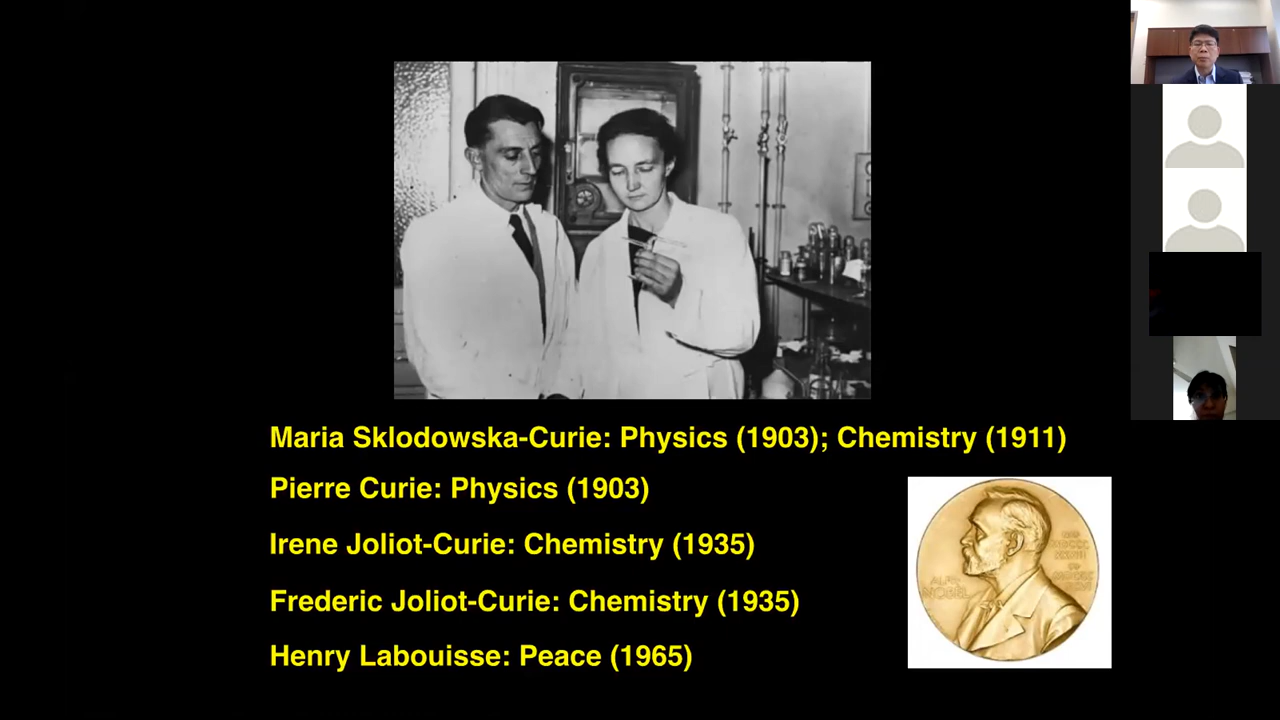 Maria Sklodowska-Curie: Physics (1903); Chemistry (1911)
Pierre Curie: Physics (1903)
Irene Joliot-Curie: Chemistry (1935)
Frederic Joliot-Curie: Chemistry (1935)
Henry Labouisse: Peace (1965)